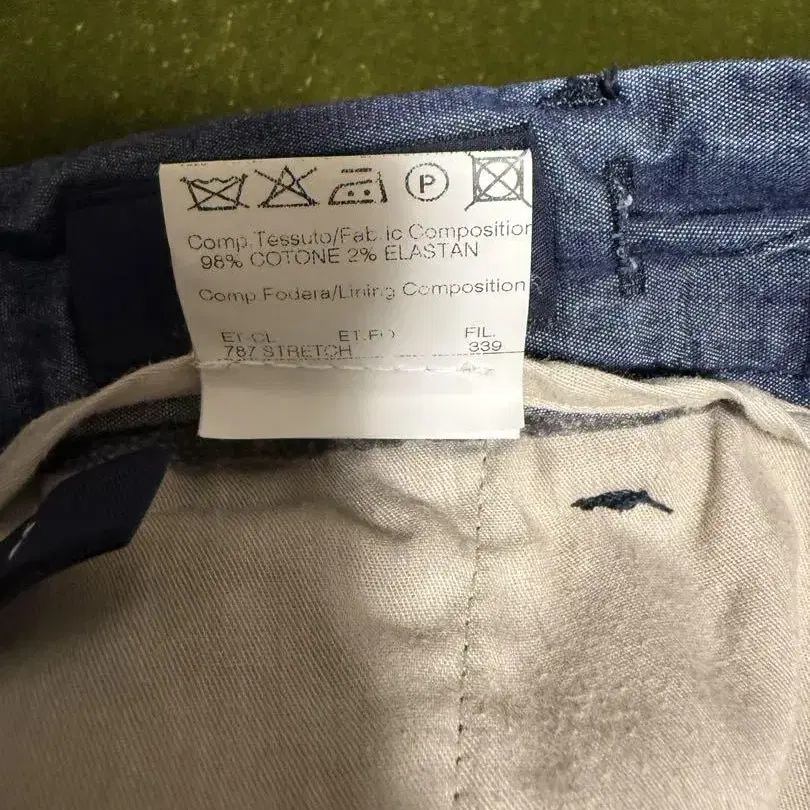 P
Comp.Tessuto/Fabric Composition
98% COTONE 2% ELASTAN
Comp.Fodera/Lining Composition
ET-CL ET-FO FIL.
787 STRETCH 339